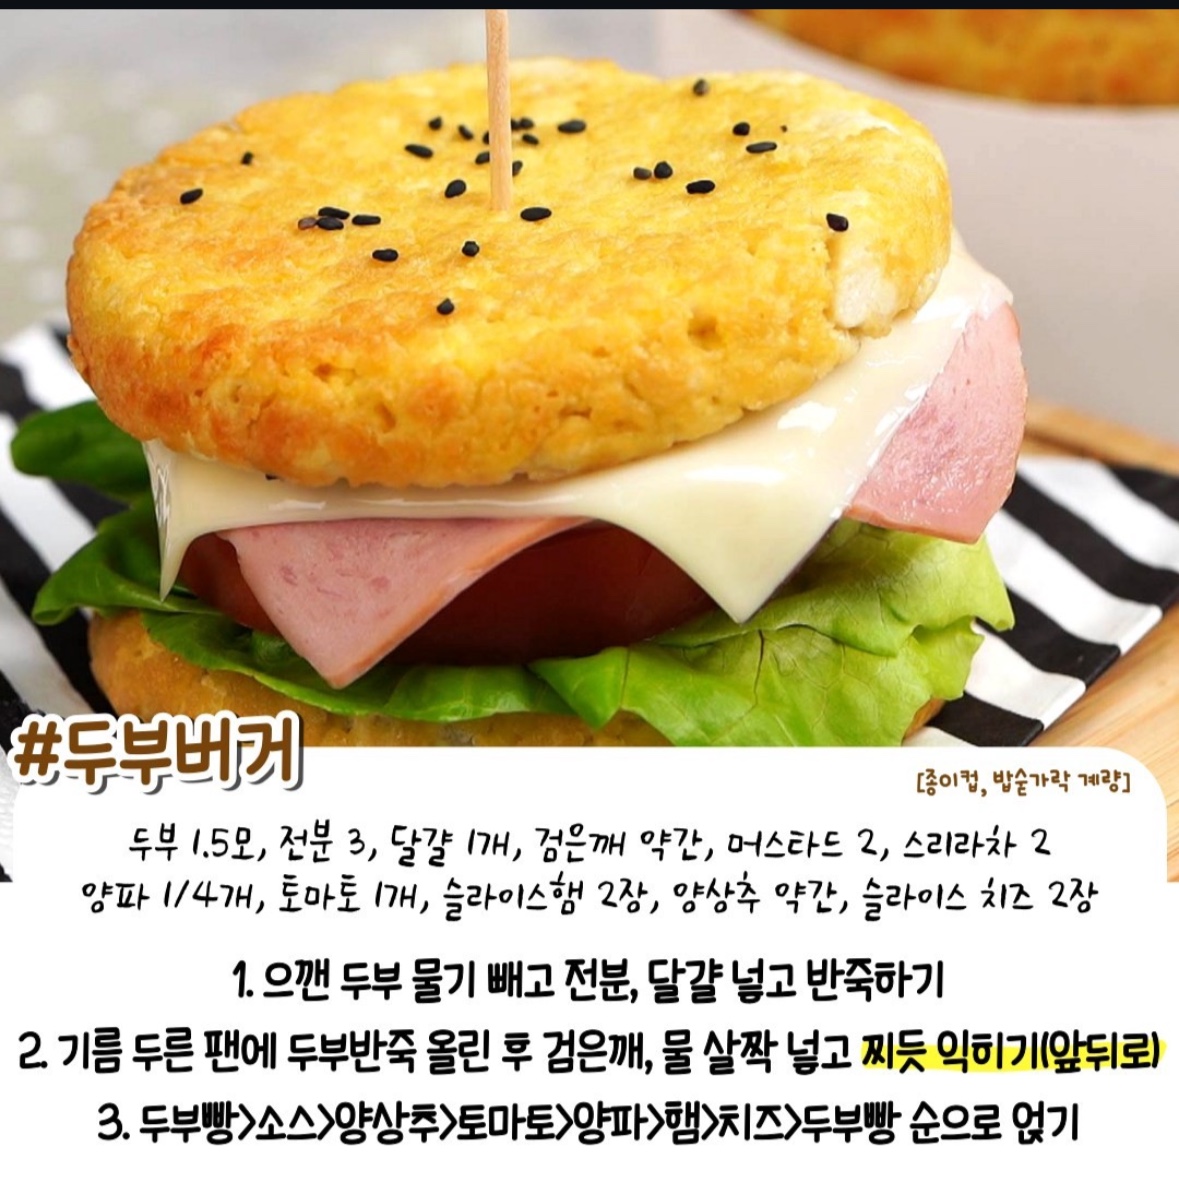 #두부버거
[종이컵, 밥숟가락 계량]
두부 1.5모, 전분 3, 달걀 1개, 검은깨 약간, 머스타드 2, 스리라차 2
양파 1/4개, 토마토 1개, 슬라이스햄 2장, 양상추 약간, 슬라이스 치즈 2장
1. 으깬 두부 물기 빼고 전분, 달걀 넣고 반죽하기
2. 기름 두른 팬에 두부반죽 올린 후 검은깨, 물 살짝 넣고 찌듯 익히기(앞뒤로)
3. 두부빵>소스>양상추>토마토>양파>햄>치즈>두부빵 순으로 얹기